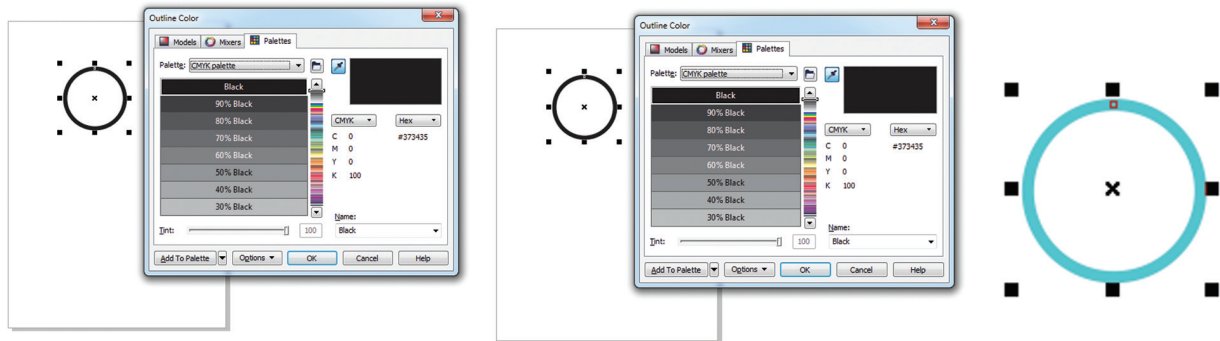 Outline Color
Models Mixers Palettes
Palette: CMYK palette
Black
90% Black
80% Black
70% Black
60% Black
50% Black
40% Black
30% Black
CMYK Hex
C 0 #373435
M 0
Y 0
K 100
Name:
Tint: 100 Black
Add To Palette Options OK Cancel Help
Outline Color
Models Mixers Palettes
Palette: CMYK palette
Black
90% Black
80% Black
70% Black
60% Black
50% Black
40% Black
30% Black
CMYK Hex
C 0 #373435
M 0
Y 0
K 100
Name:
Tint: 100 Black
Add To Palette Options OK Cancel Help